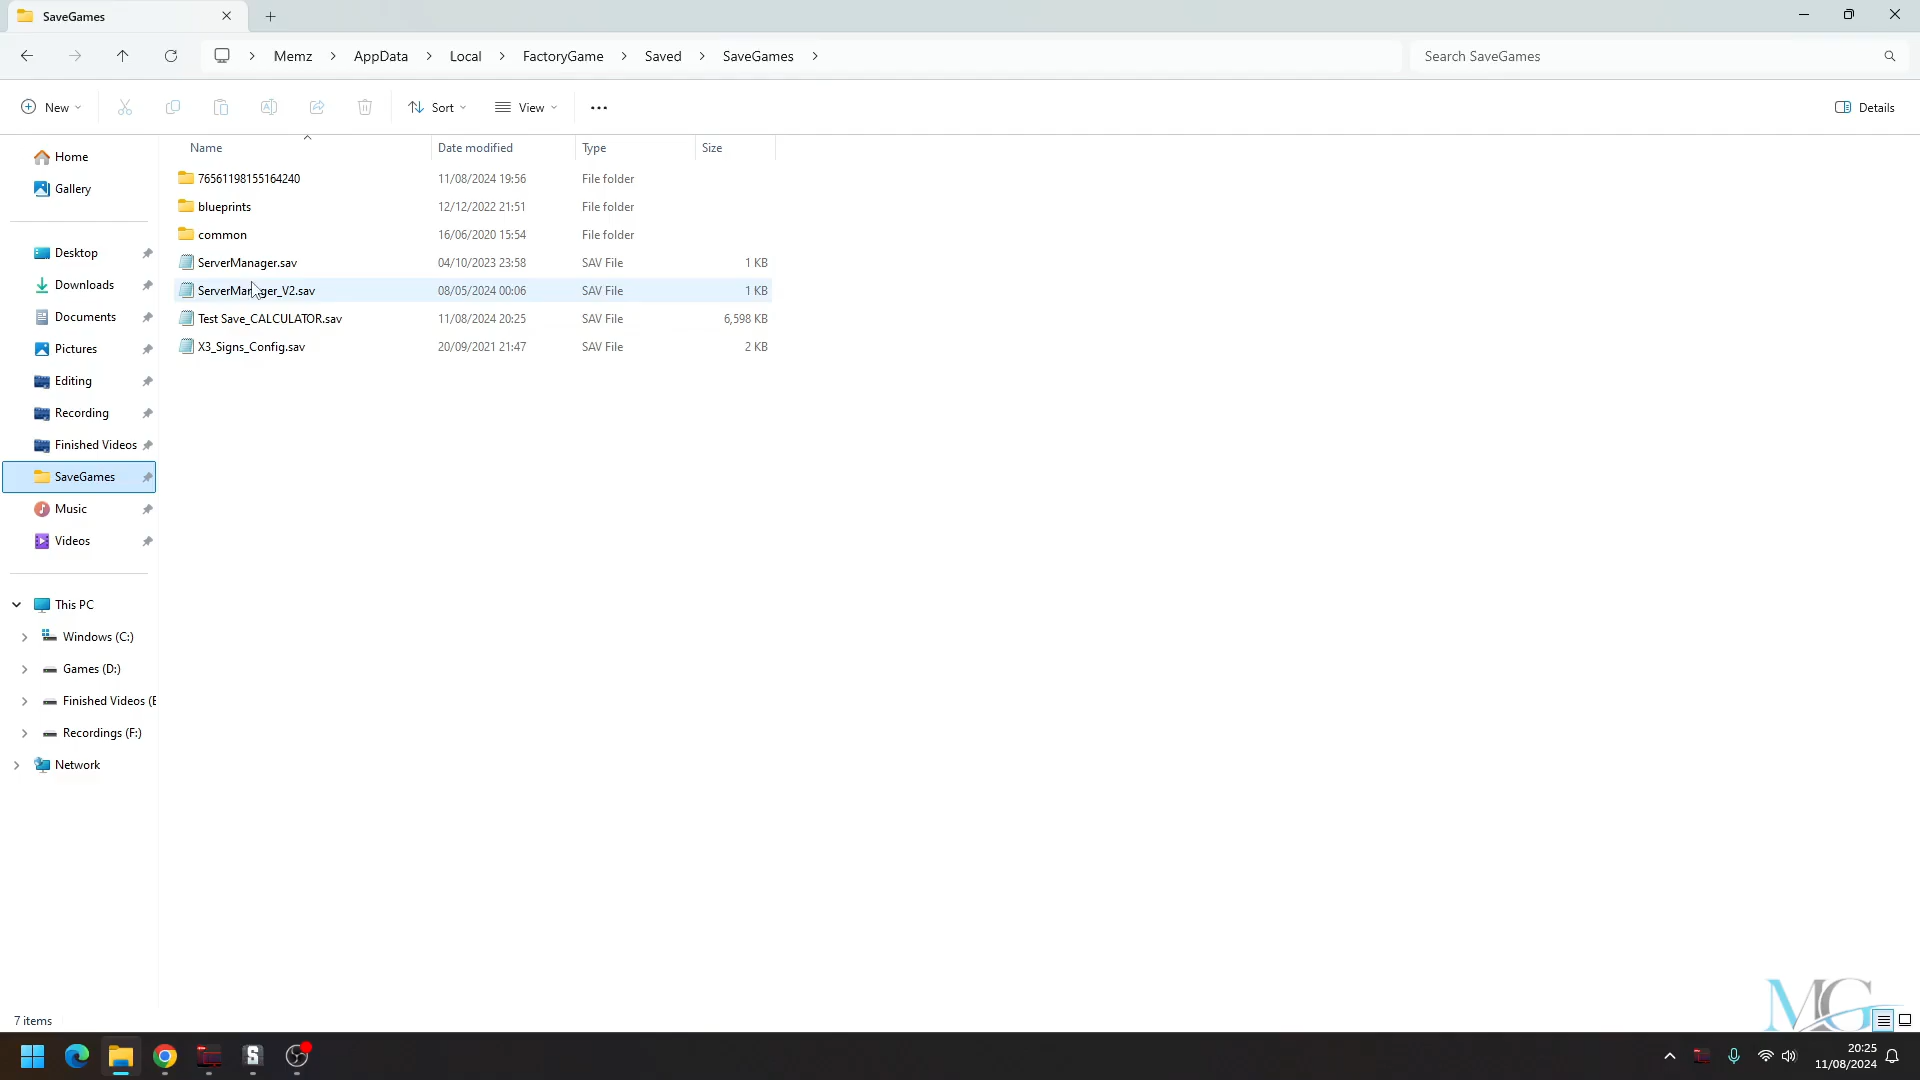 SaveGames
Memz > AppData > Local > FactoryGame > Saved > SaveGames >
Search SaveGames
New
Sort
View
Details
Name Date modified Type Size
76561198155164240 11/08/2024 19:56 File folder
blueprints 12/12/2022 21:51 File folder
common 16/06/2020 15:54 File folder
ServerManager.sav 04/10/2023 23:58 SAV File 1 KB
ServerManager_V2.sav 08/05/2024 00:06 SAV File 1 KB
Test Save_CALCULATOR.sav 11/08/2024 20:25 SAV File 6,598 KB
X3_Signs_Config.sav 20/09/2021 21:47 SAV File 2 KB
Home
Gallery
Desktop
Downloads
Documents
Pictures
Editing
Recording
Finished Videos
SaveGames
Music
Videos
This PC
Windows (C:)
Games (D:)
Finished Videos (E
Recordings (F:)
Network
7 items
MG
20:25
11/08/2024